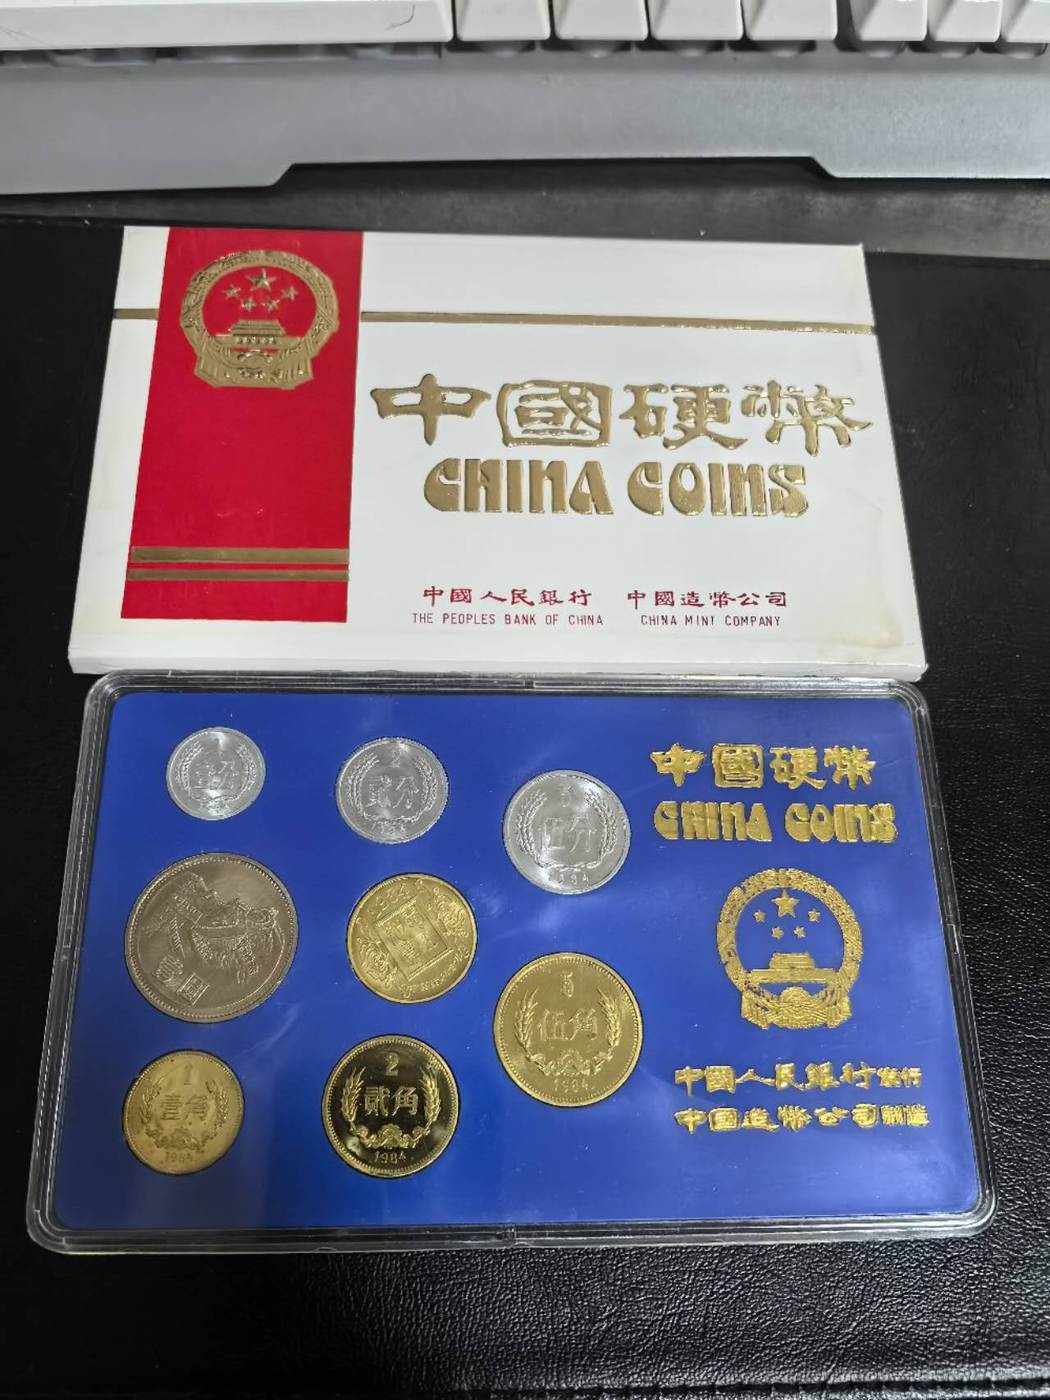 中國硬幣
CHINA COINS
中國人民銀行 中國造幣公司
THE PEOPLES BANK OF CHINA CHINA MINT COMPANY
中國硬幣
CHINA COINS
貳分
5
伍分
1984
壹圓
5
伍角
1984
1
壹角
1984
2
貳角
1984
中國人民銀行發行
中國造幣公司製造